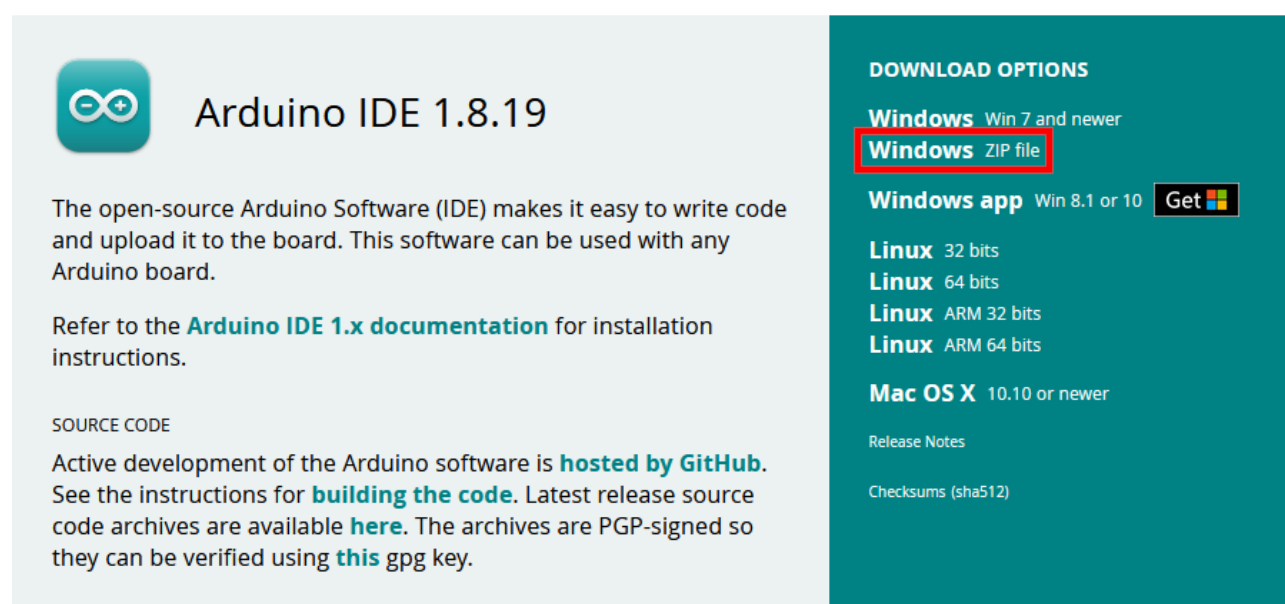 Arduino IDE 1.8.19
The open-source Arduino Software (IDE) makes it easy to write code
and upload it to the board. This software can be used with any
Arduino board.
Refer to the Arduino IDE 1.x documentation for installation
instructions.
SOURCE CODE
Active development of the Arduino software is hosted by GitHub.
See the instructions for building the code. Latest release source
code archives are available here. The archives are PGP-signed so
they can be verified using this gpg key.
DOWNLOAD OPTIONS
Windows Win 7 and newer
Windows ZIP file
Windows app Win 8.1 or 10 Get
Linux 32 bits
Linux 64 bits
Linux ARM 32 bits
Linux ARM 64 bits
Mac OS X 10.10 or newer
Release Notes
Checksums (sha512)